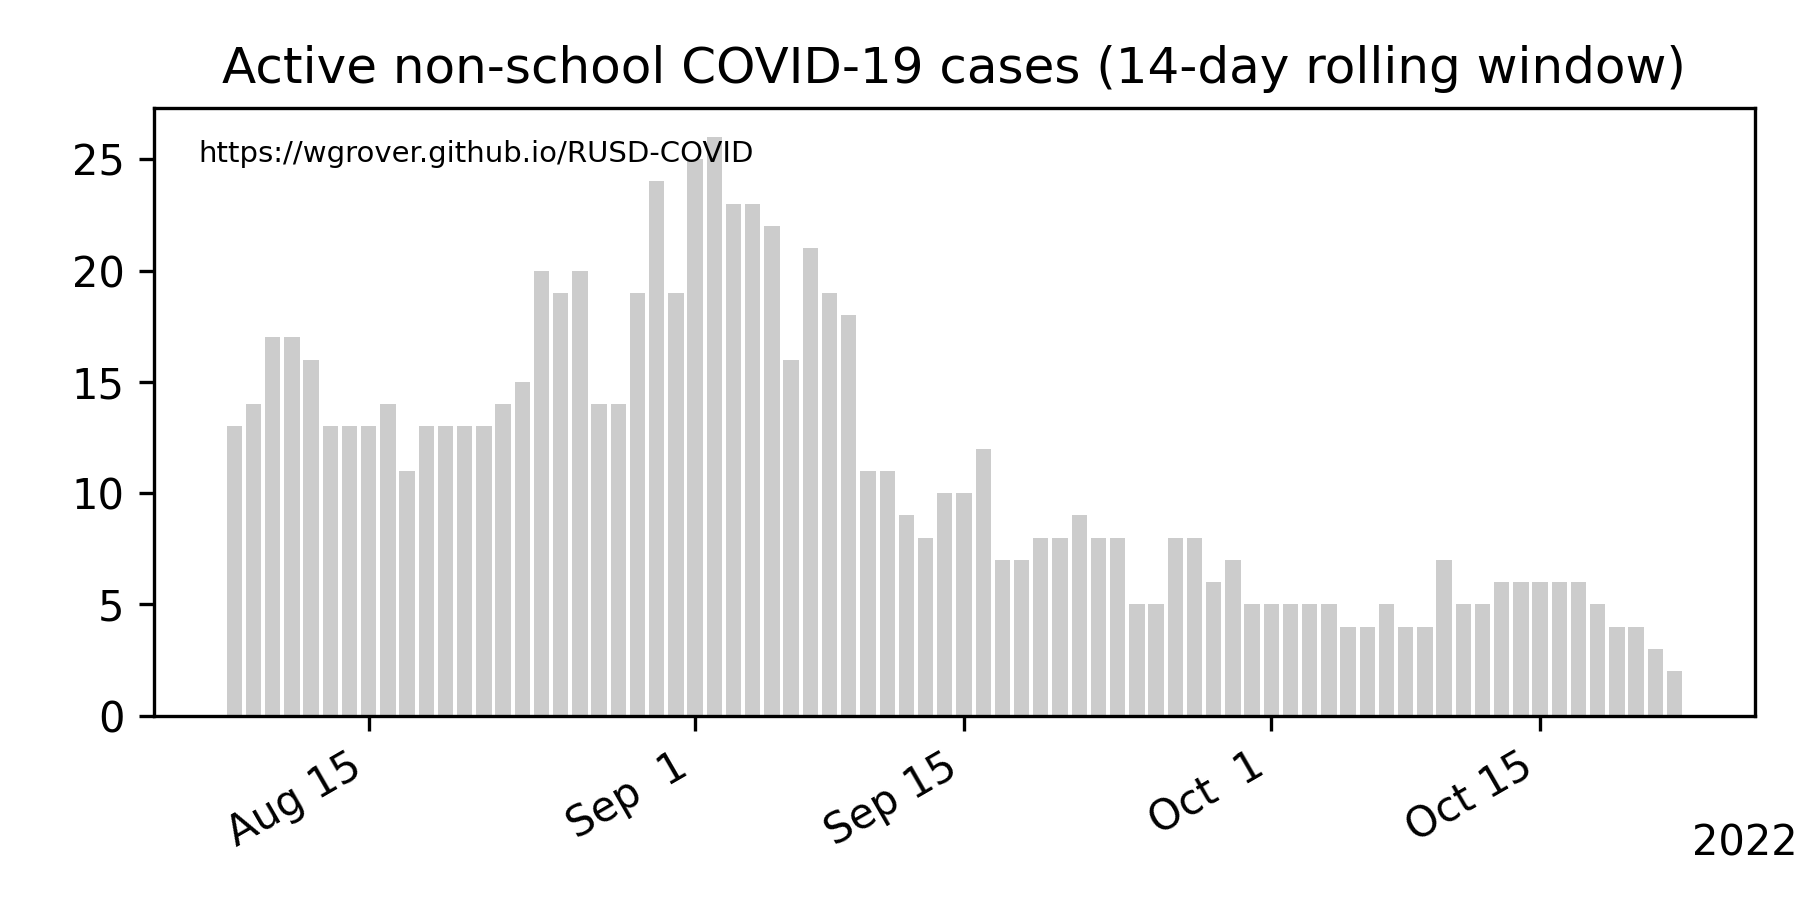 Active non-school COVID-19 cases (14-day rolling window)
https://wgrover.github.io/RUSD-COVID
25
20
15
10
5
0
Aug 15
Sep  1
Sep 15
Oct  1
Oct 15
2022